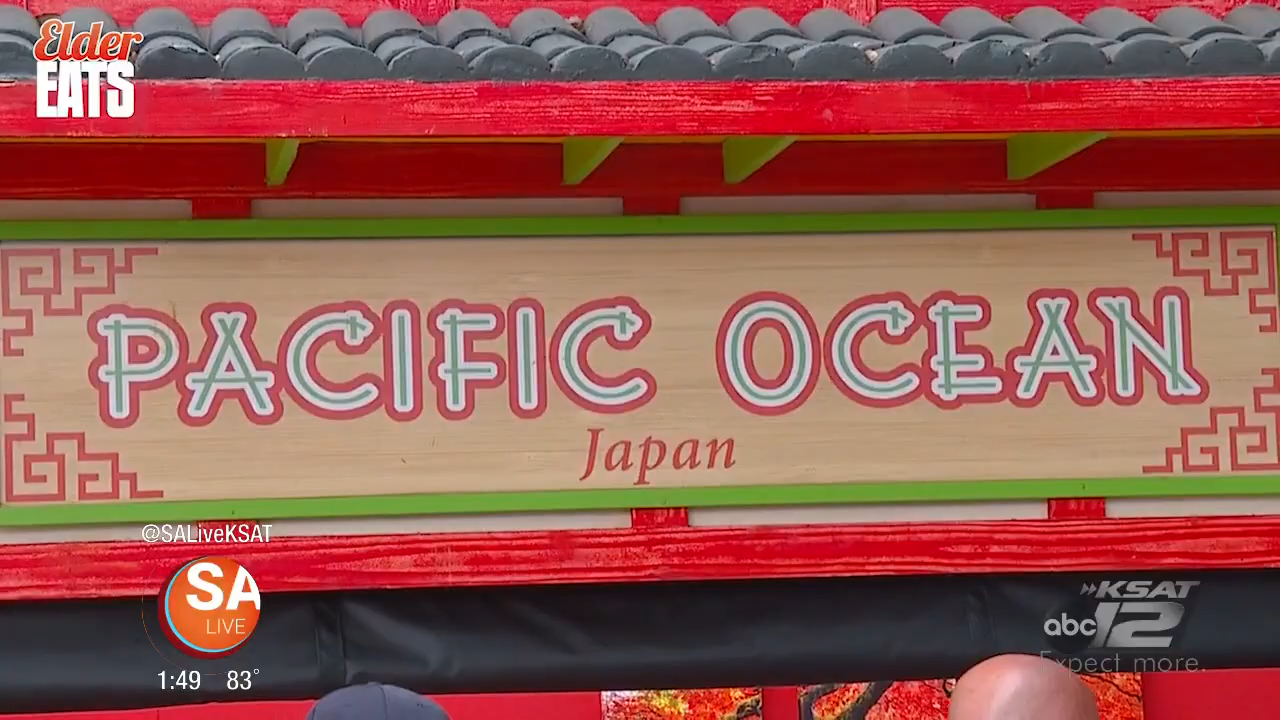 Elder
EATS
PACIFIC OCEAN
Japan
@SALiveKSAT
SA
LIVE
1:49 83°
KSAT
abc 12
Expect more.